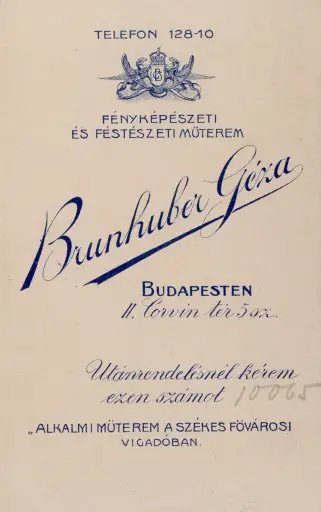 TELEFON 128-10
FÉNYKÉPÉSZETI
ÉS FÉSTÉSZETI MŰTEREM
Brunhuber Géza
BUDAPESTEN
II. Corvin tér 5 sz.
Utánrendelésnél kérem
ezen számot 10065
„ALKALMI MŰTEREM A SZÉKES FŐVÁROSI
VIGADÓBAN.